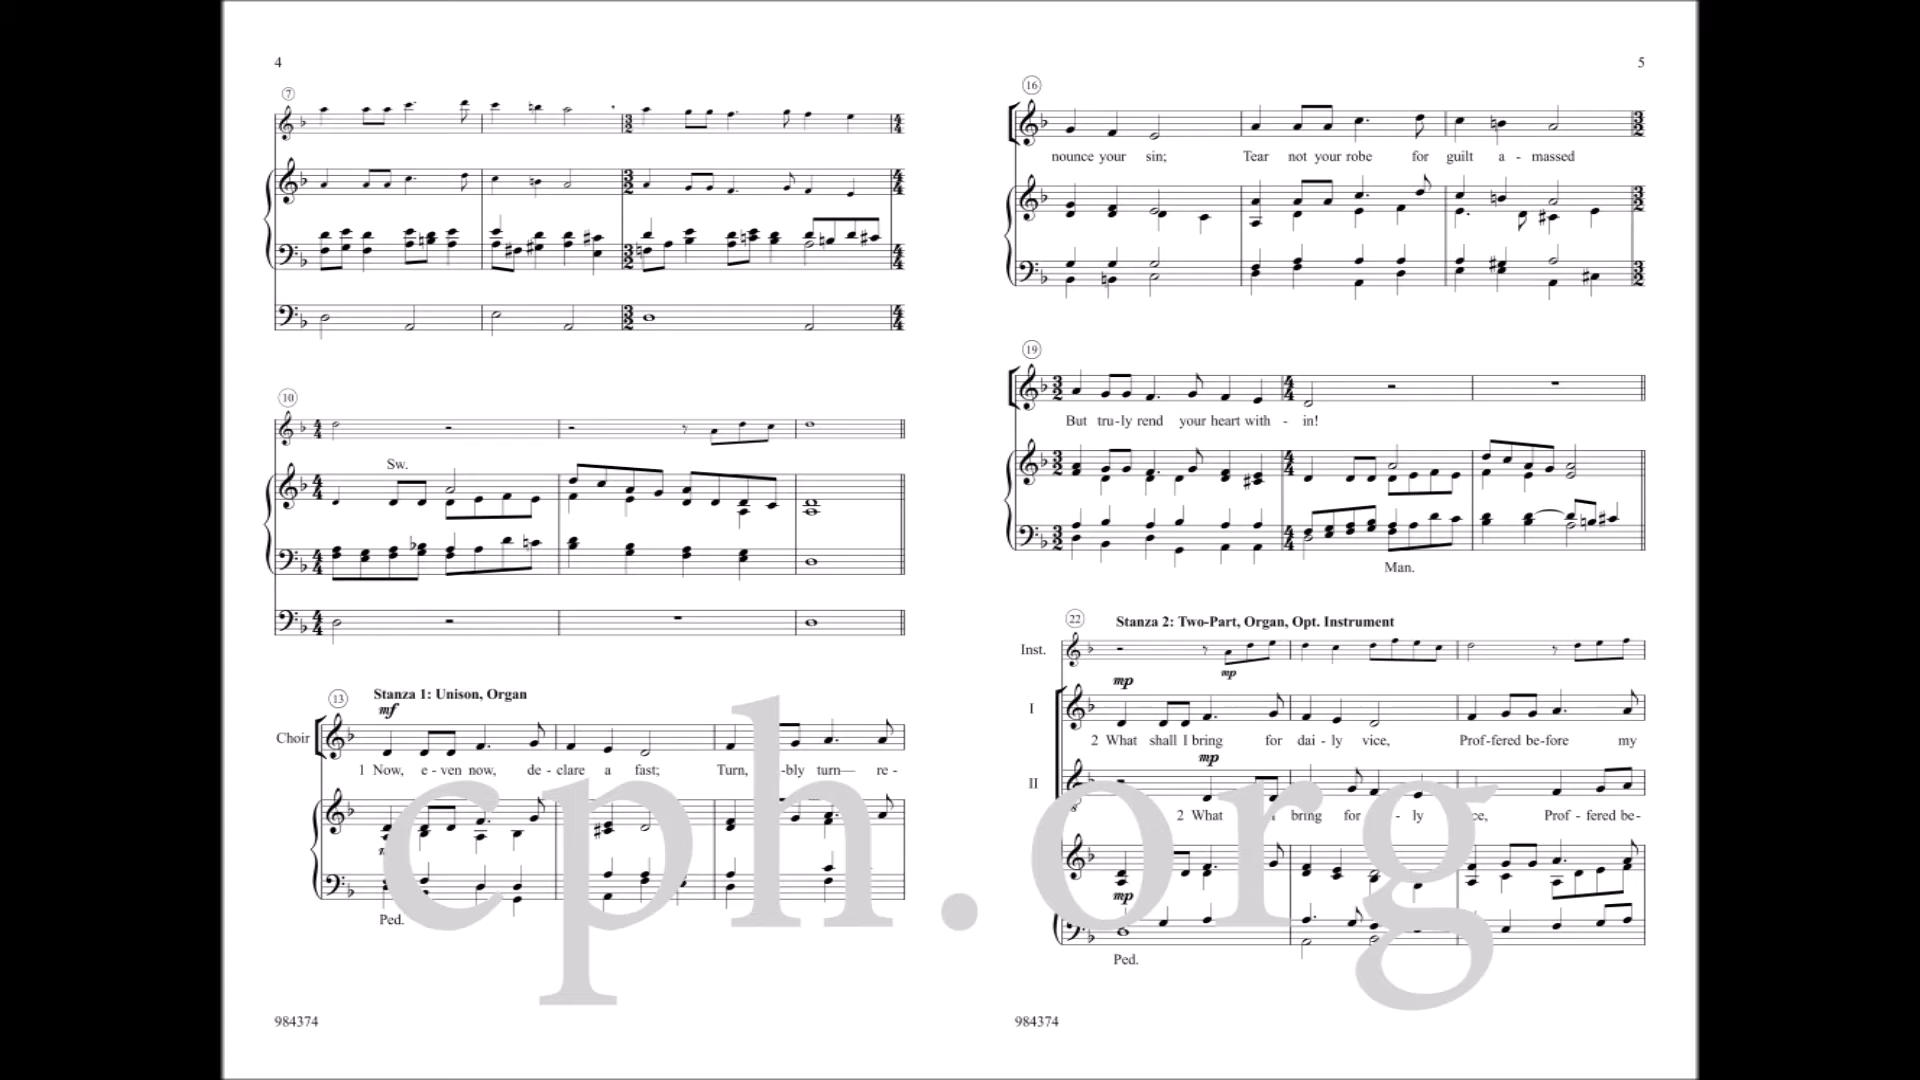 4
7
10
Sw.
13
Stanza 1: Unison, Organ
mf
Choir
1 Now, e - ven now, de - clare a fast; Turn, -bly turn— re -
Ped.
984374
5
16
nounce your sin; Tear not your robe for guilt a - massed
19
But tru - ly rend your heart with - in!
Man.
22
Stanza 2: Two-Part, Organ, Opt. Instrument
Inst.
mp
mp
I
2 What shall I bring for dai - ly vice, Prof-fered be-fore my
mp
II
2 What bring for - ly Prof - fered be-
mp
Ped.
984374
cph.org